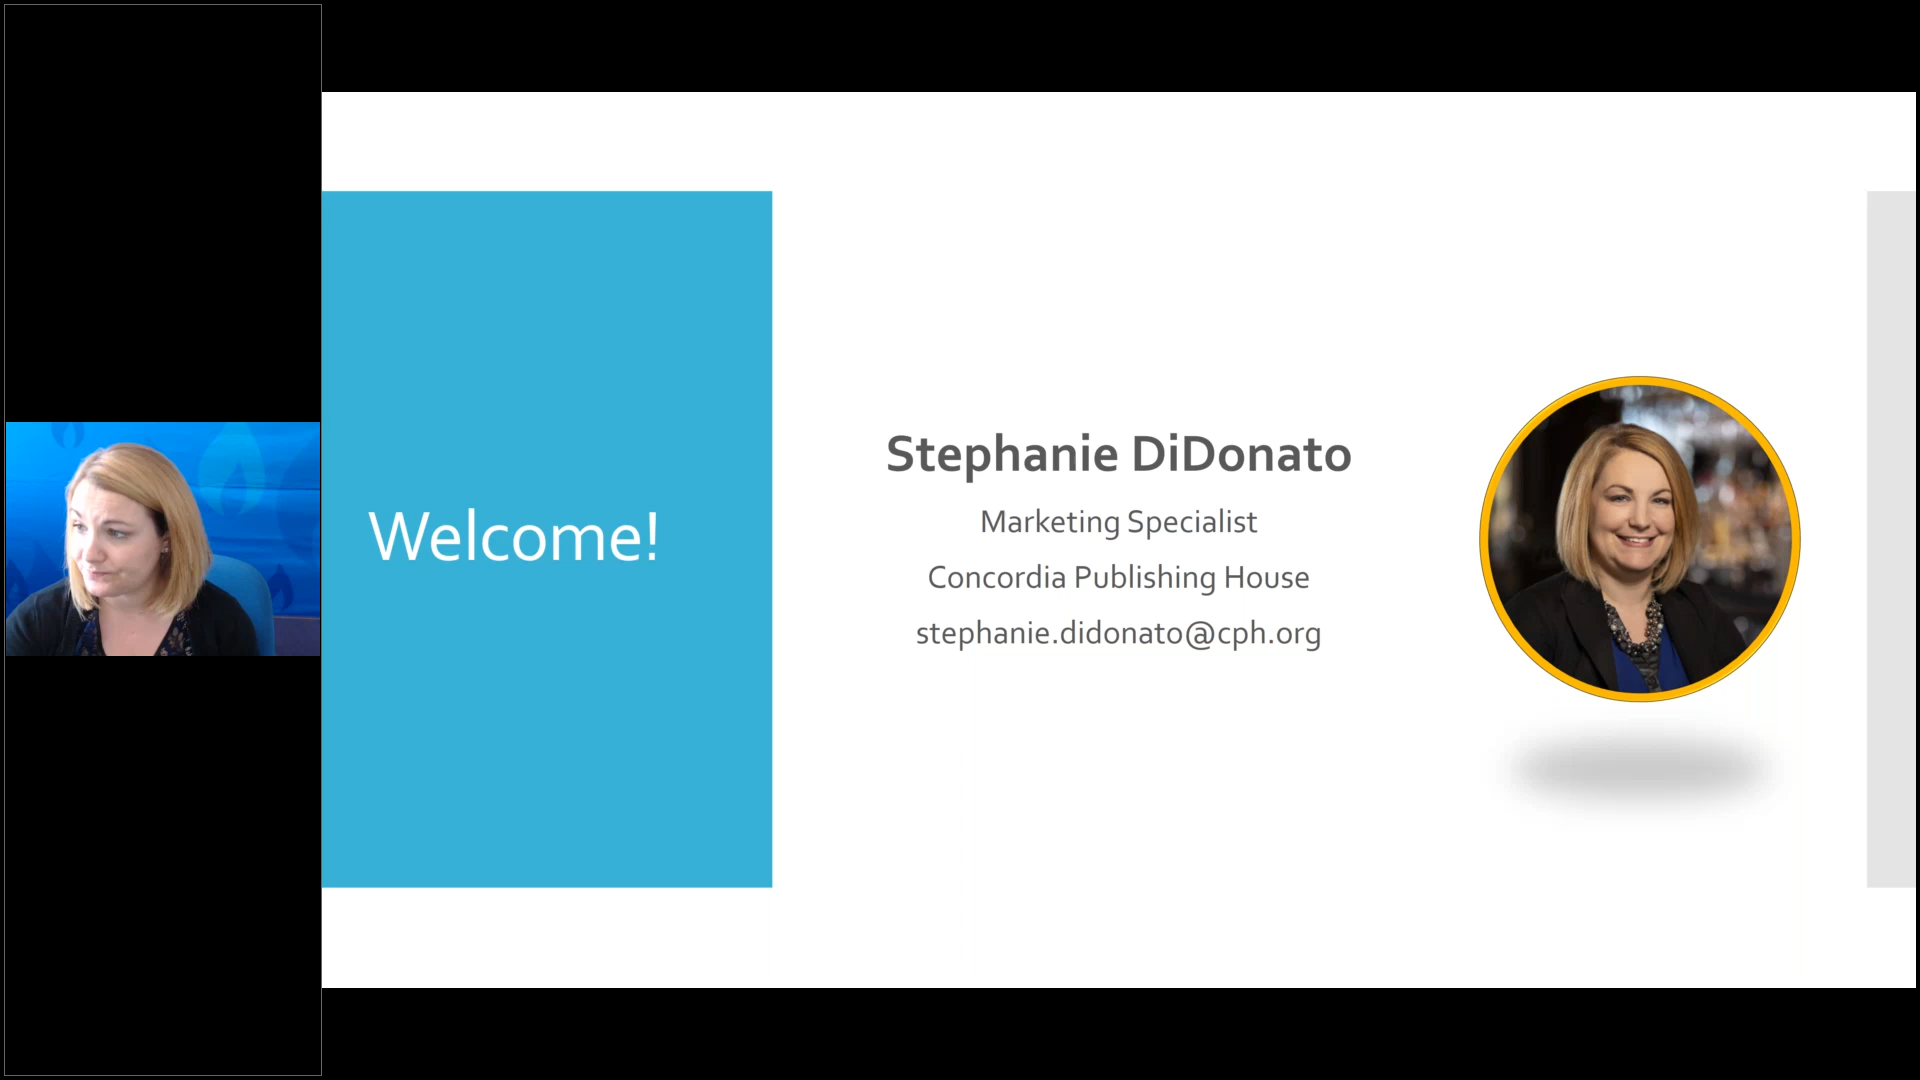 Welcome!
Stephanie DiDonato
Marketing Specialist
Concordia Publishing House
stephanie.didonato@cph.org